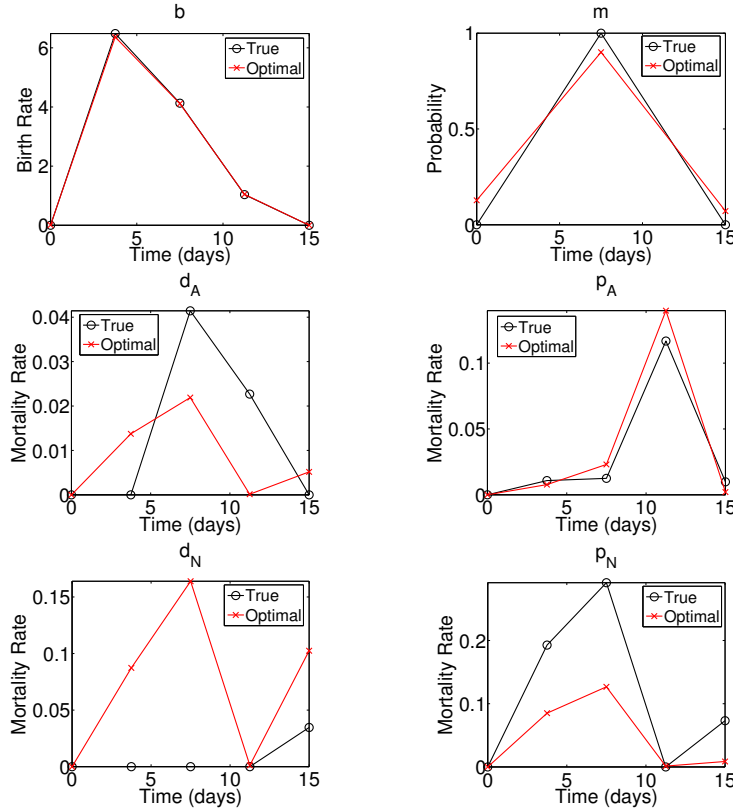 b
True
Optimal
Birth Rate
6
4
2
0
0 5 10 15
Time (days)
m
True
Optimal
Probability
1
0.5
0
0 5 10 15
Time (days)
d_A
True
Optimal
Mortality Rate
0.04
0.03
0.02
0.01
0
0 5 10 15
Time (days)
p_A
True
Optimal
Mortality Rate
0.1
0.05
0
0 5 10 15
Time (days)
d_N
True
Optimal
Mortality Rate
0.15
0.1
0.05
0
0 5 10 15
Time (days)
p_N
True
Optimal
Mortality Rate
0.2
0.1
0
0 5 10 15
Time (days)